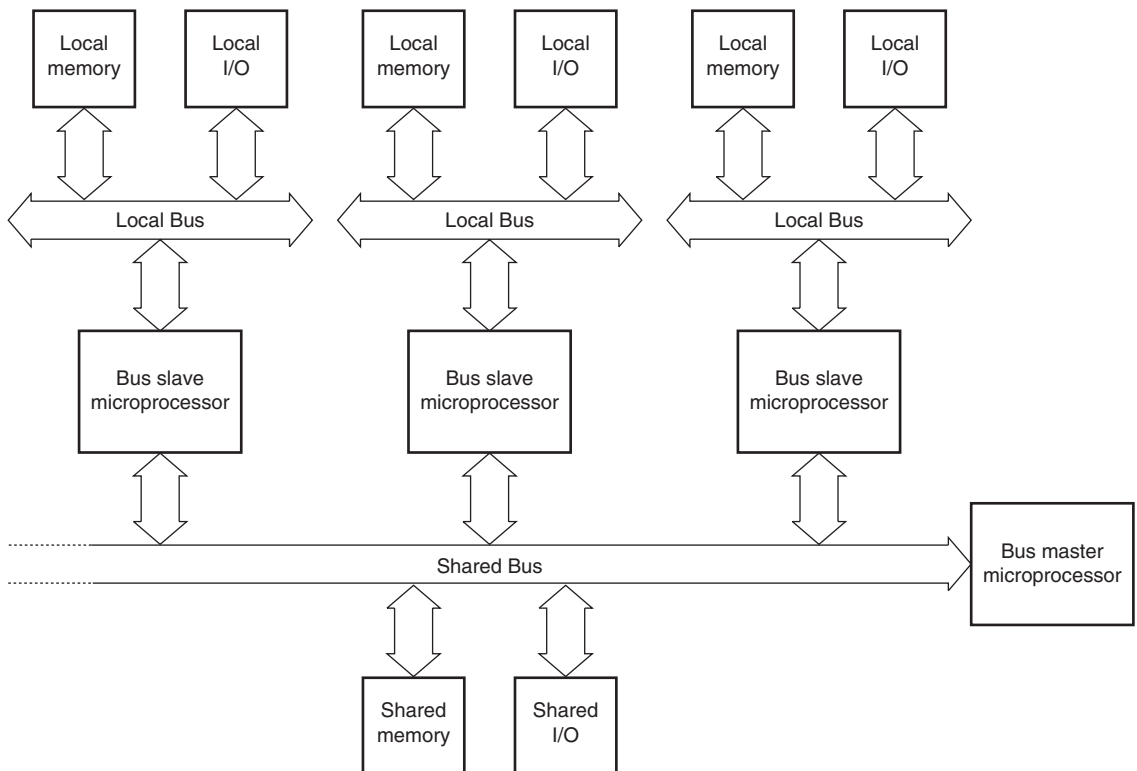 Local
memory
Local
I/O
Local
memory
Local
I/O
Local
memory
Local
I/O
Local Bus
Local Bus
Local Bus
Bus slave
microprocessor
Bus slave
microprocessor
Bus slave
microprocessor
Shared Bus
Bus master
microprocessor
Shared
memory
Shared
I/O